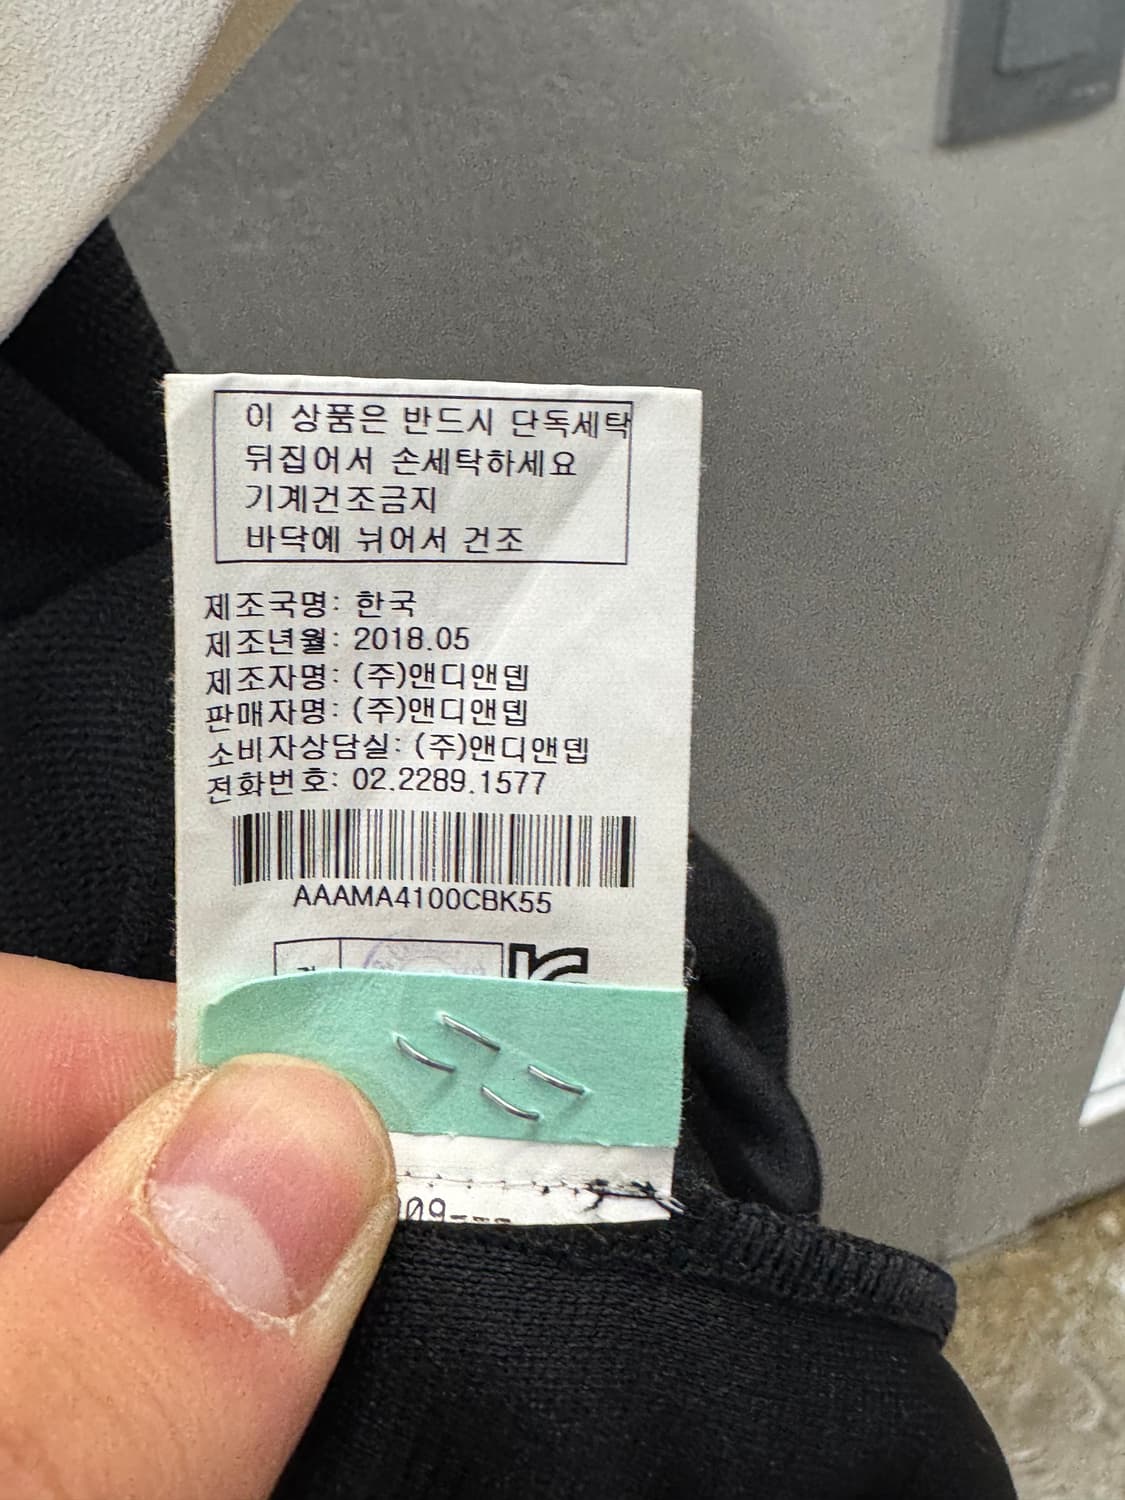 이 상품은 반드시 단독세탁
뒤집어서 손세탁하세요
기계건조금지
바닥에 뉘어서 건조
제조국명: 한국
제조년월: 2018.05
제조자명: (주)앤디앤뎁
판매자명: (주)앤디앤뎁
소비자상담실: (주)앤디앤뎁
전화번호: 02.2289.1577
AAAMA4100CBK55
09---